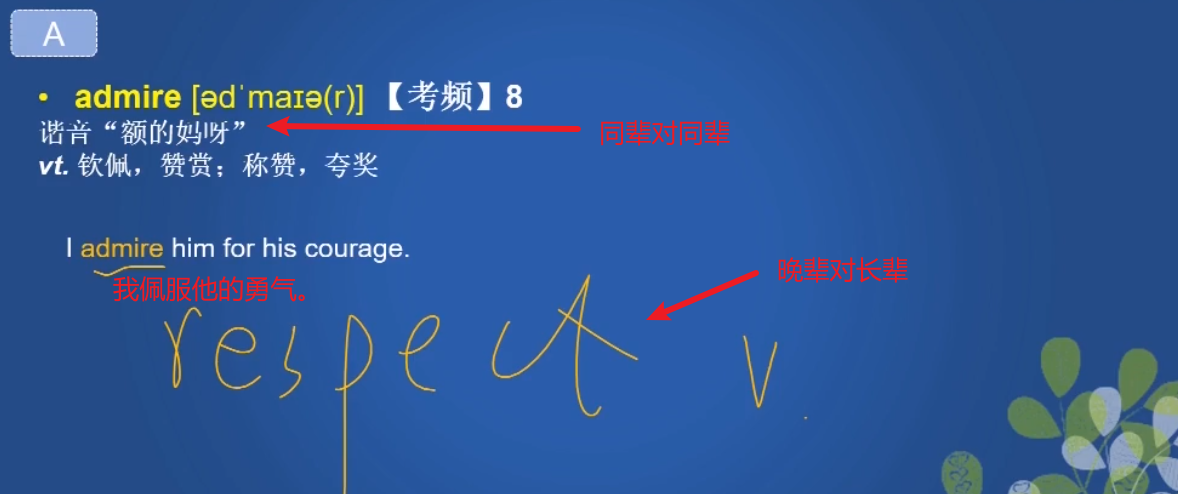 A
• admire [ədˈmaɪə(r)] 【考频】8
谐音“额的妈呀” 同辈对同辈
vt. 钦佩，赞赏；称赞，夸奖
I admire him for his courage.
我佩服他的勇气。 晚辈对长辈
respect v.